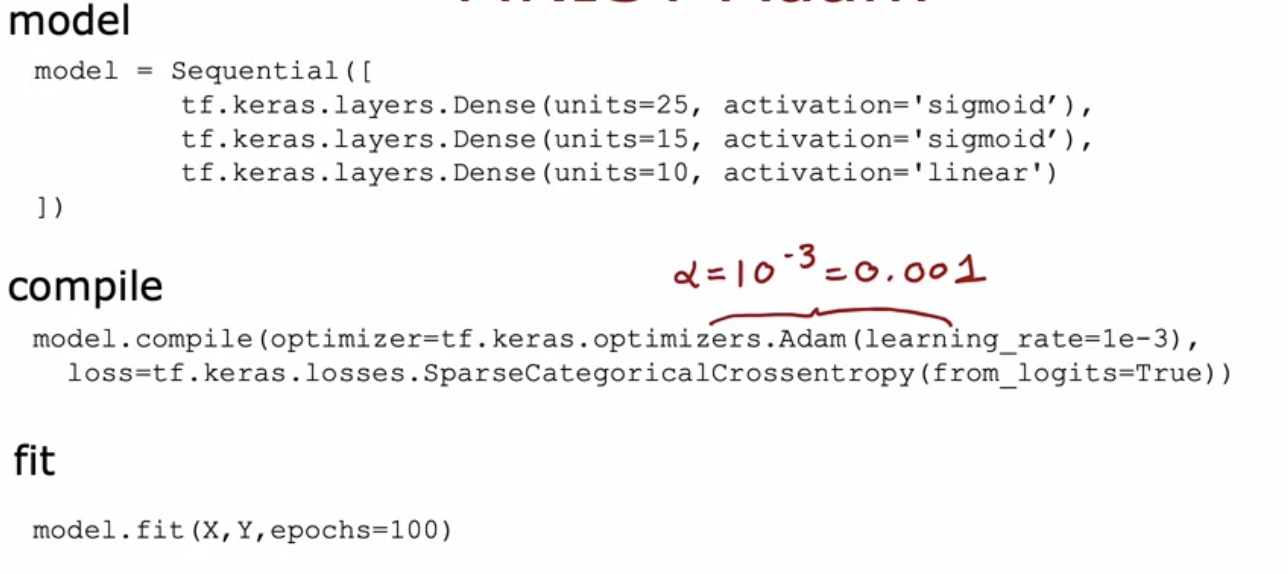 model
model = Sequential([
tf.keras.layers.Dense(units=25, activation='sigmoid’),
tf.keras.layers.Dense(units=15, activation='sigmoid’),
tf.keras.layers.Dense(units=10, activation='linear')
])
α=10⁻³=0.001
compile
model.compile(optimizer=tf.keras.optimizers.Adam(learning_rate=1e-3),
loss=tf.keras.losses.SparseCategoricalCrossentropy(from_logits=True))
fit
model.fit(X,Y,epochs=100)